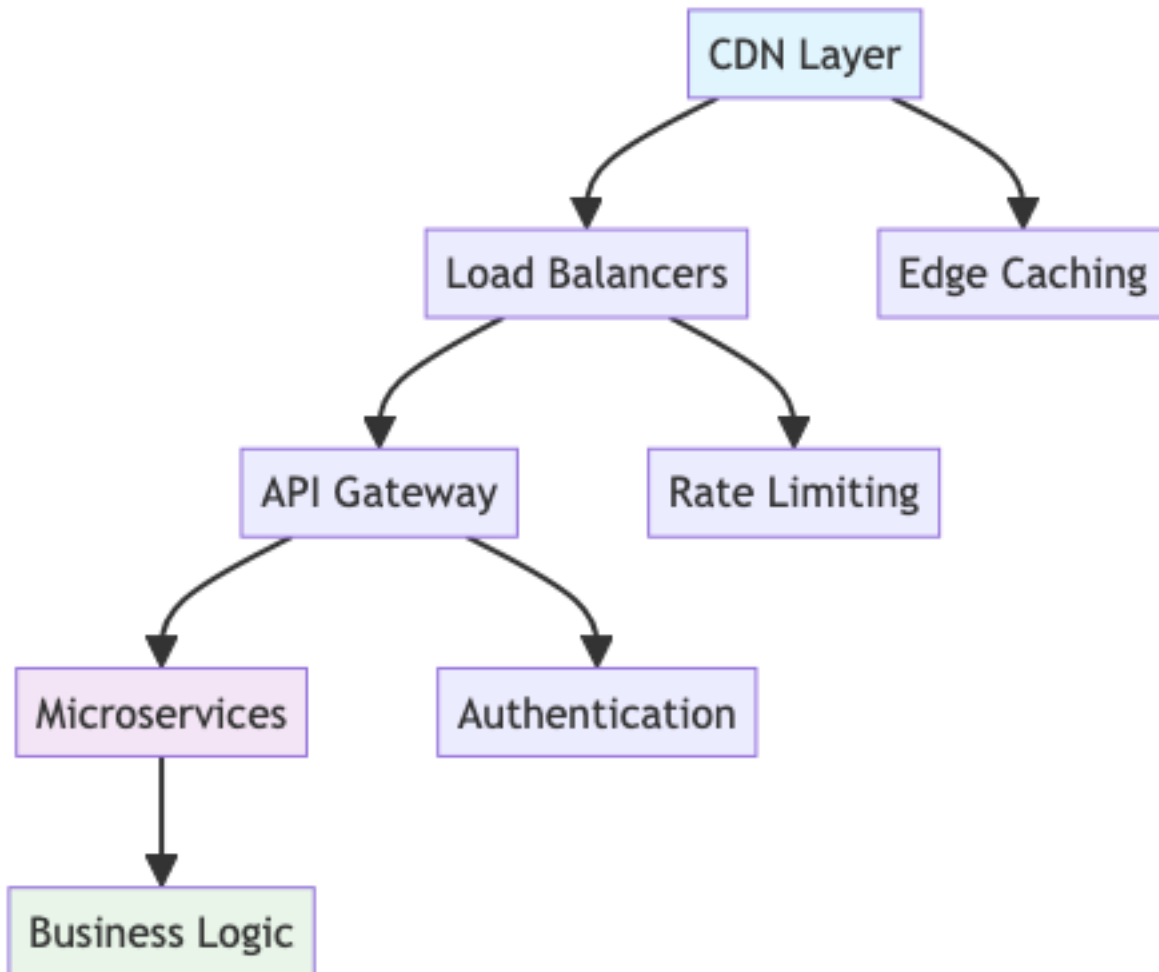 CDN Layer
Load Balancers
Edge Caching
API Gateway
Rate Limiting
Microservices
Authentication
Business Logic